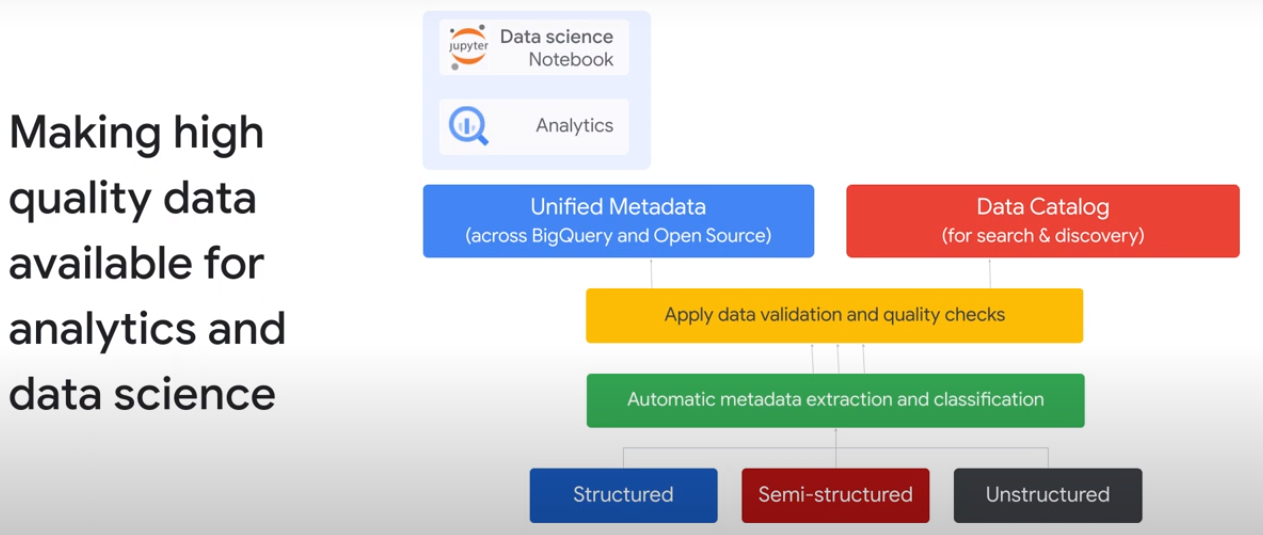 Making high
quality data
available for
analytics and
data science
jupyter
Data science
Notebook
Analytics
Unified Metadata
(across BigQuery and Open Source)
Data Catalog
(for search & discovery)
Apply data validation and quality checks
Automatic metadata extraction and classification
Structured
Semi-structured
Unstructured